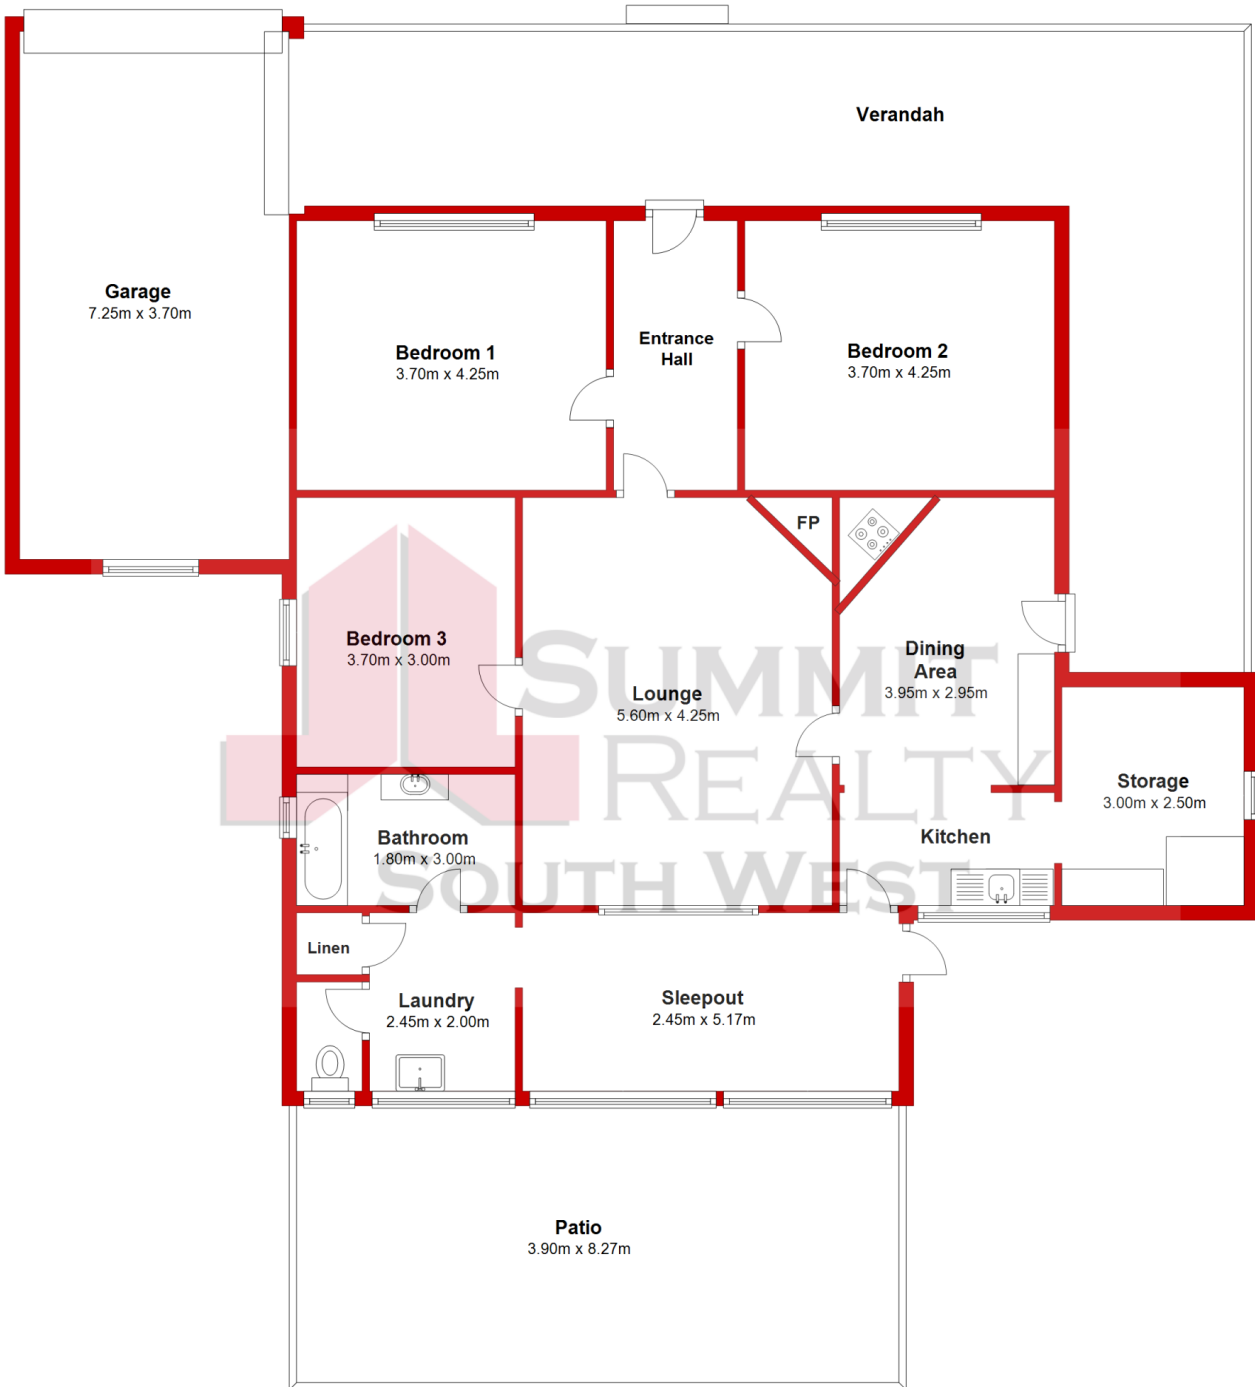 Verandah
Garage
7.25m x 3.70m
Bedroom 1
3.70m x 4.25m
Entrance
Hall
Bedroom 2
3.70m x 4.25m
FP
Bedroom 3
3.70m x 3.00m
Lounge
5.60m x 4.25m
Dining
Area
3.95m x 2.95m
SUMMIT
REALTY
SOUTH WEST
Storage
3.00m x 2.50m
Bathroom
1.80m x 3.00m
Kitchen
Linen
Laundry
2.45m x 2.00m
Sleepout
2.45m x 5.17m
Patio
3.90m x 8.27m